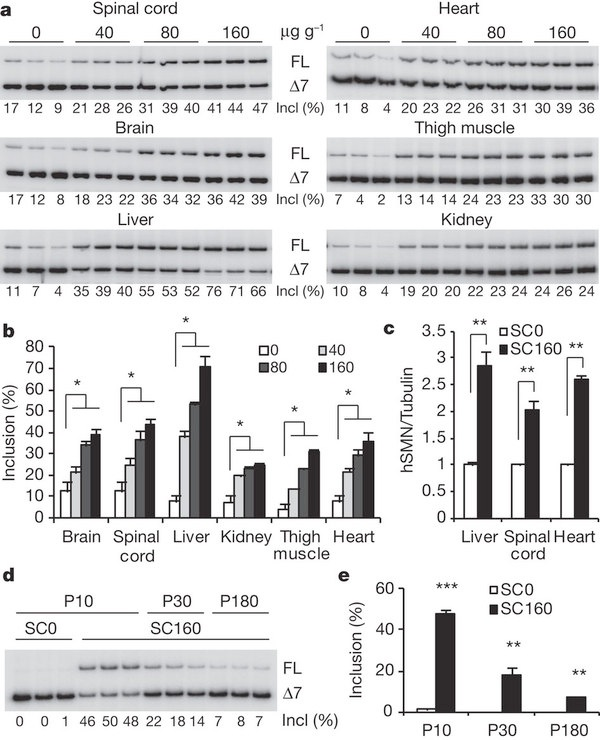 a
Spinal cord Heart
0 40 80 160 μg g⁻¹ 0 40 80 160
FL
Δ7
17 12 9 21 28 26 31 39 40 41 44 47 Incl (%) 11 8 4 20 23 22 26 31 31 30 39 36
Brain Thigh muscle
FL
Δ7
17 12 8 18 23 22 36 34 32 36 42 39 Incl (%) 7 4 2 13 14 14 24 23 23 33 30 30
Liver Kidney
FL
Δ7
11 7 4 35 39 40 55 53 52 76 71 66 Incl (%) 10 8 4 19 20 20 22 23 24 24 26 24
b
Inclusion (%)
80
70
60
50
40
30
20
10
0
0 40
80 160
* * * * * *
Brain Spinal cord Liver Kidney Thigh muscle Heart
c
hSMN/Tubulin
3.5
3
2.5
2
1.5
1
0.5
SC0
SC160
** ** **
Liver Spinal cord Heart
d
P10 P30 P180
SC0 SC160
FL
Δ7
0 0 1 46 50 48 22 18 14 7 8 7 Incl (%)
e
Inclusion (%)
60
40
20
0
SC0
SC160
*** ** **
P10 P30 P180